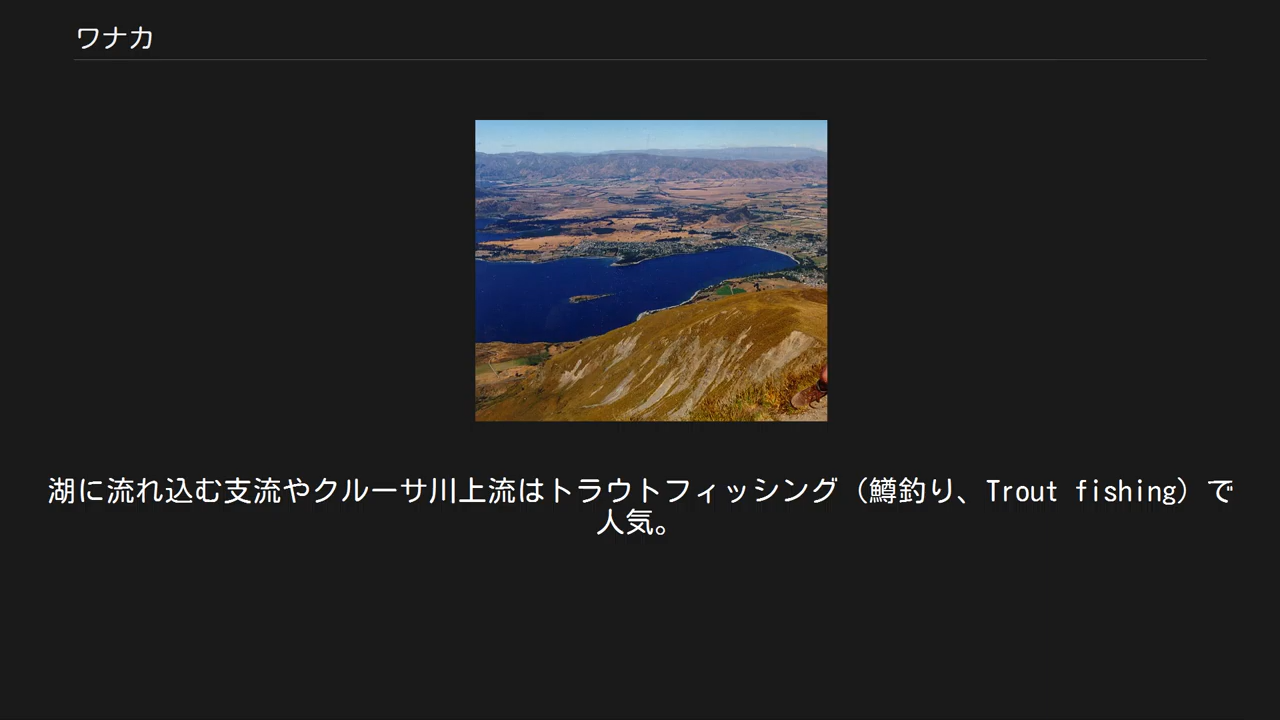 ワナカ
湖に流れ込む支流やクルーサ川上流はトラウトフィッシング（鱒釣り、Trout fishing）で
人気。